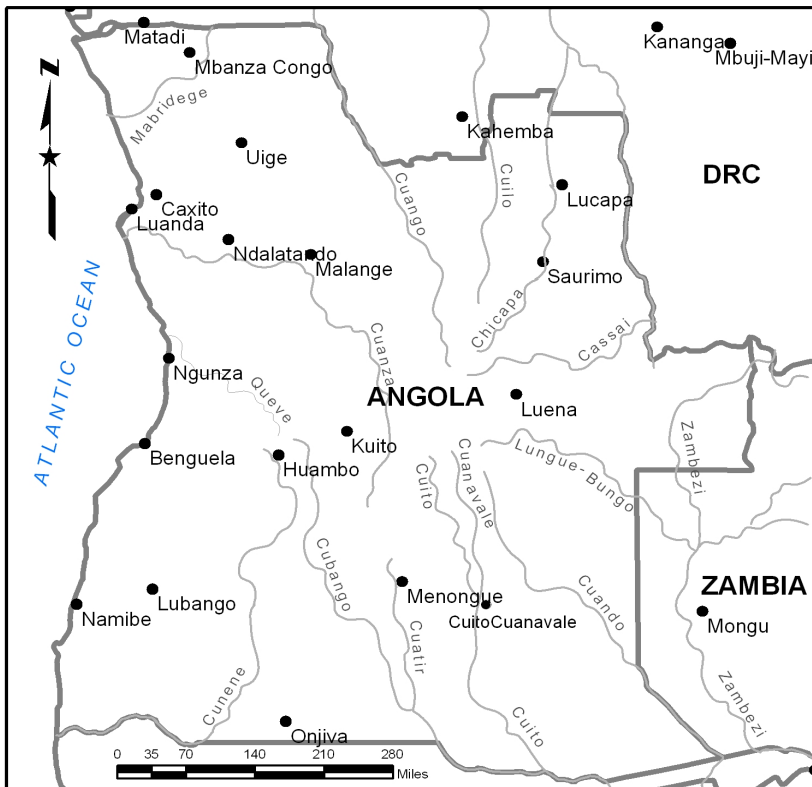 Matadi
Kananga
Mbuji-Mayi
N
Mbanza Congo
Mabridege
Kahemba
Uige
DRC
Cuango
Cuilo
Lucapa
Caxito
Luanda
Ndalatando
Malange
Saurimo
ATLANTIC OCEAN
Chicapa
Cassai
Cuanza
Ngunza
Queve
ANGOLA
Luena
Kuito
Zambezi
Benguela
Huambo
Cuito
Cuanavale
Lungue-Bungo
Cubango
Menongue
Cuando
ZAMBIA
Namibe
Lubango
CuitoCuanavale
Mongu
Cuatir
Cunene
Zambezi
Cuito
Onjiva
0 35 70 140 210 280
Miles